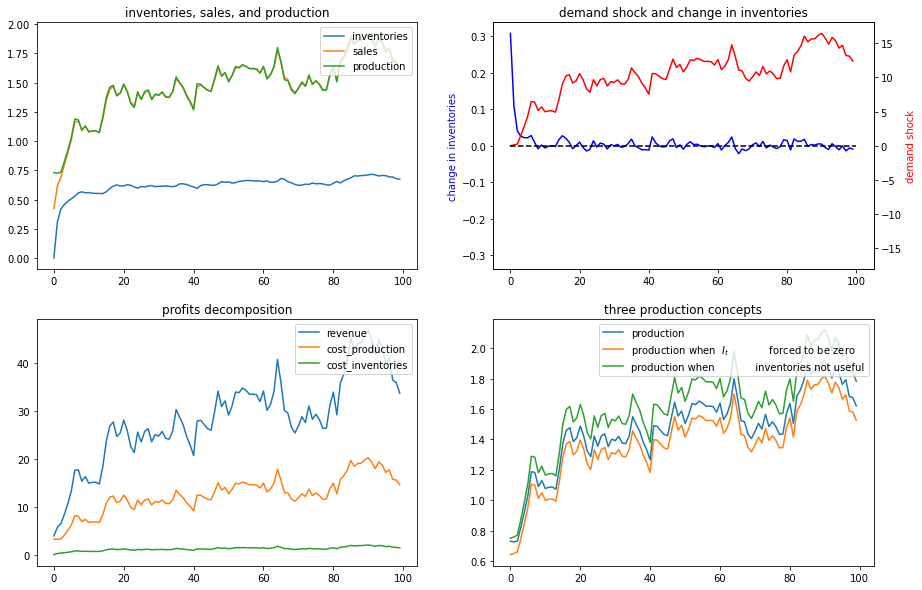 inventories, sales, and production
2.00
1.75
1.50
1.25
1.00
0.75
0.50
0.25
0.00
0 20 40 60 80 100
inventories
sales
production
demand shock and change in inventories
change in inventories
0.3
0.2
0.1
0.0
−0.1
−0.2
−0.3
0 20 40 60 80 100
15
10
5
0
−5
−10
−15
demand shock
profits decomposition
40
30
20
10
0
0 20 40 60 80 100
revenue
cost_production
cost_inventories
three production concepts
2.0
1.8
1.6
1.4
1.2
1.0
0.8
0.6
0 20 40 60 80 100
production
production when I_t forced to be zero
production when inventories not useful